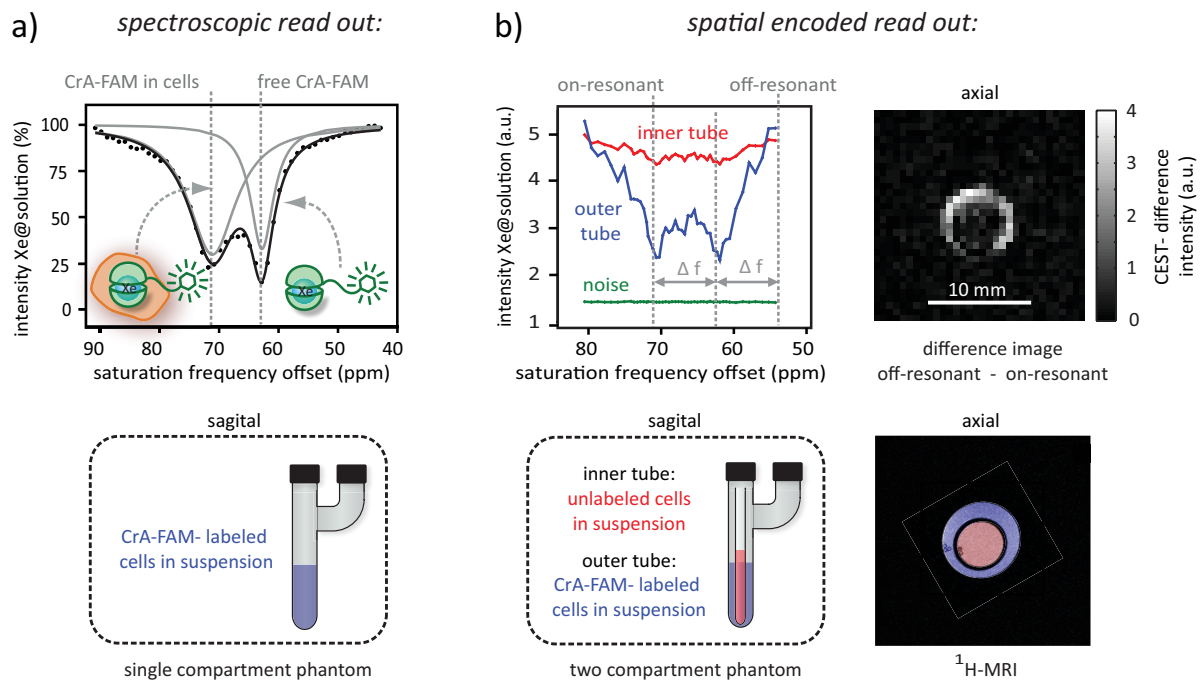 a)
spectroscopic read out:
CrA-FAM in cells
free CrA-FAM
intensity Xe@solution (%)
100
75
50
25
0
Xe
Xe
90
80
70
60
50
40
saturation frequency offset (ppm)
sagital
CrA-FAM- labeled
cells in suspension
single compartment phantom
b)
spatial encoded read out:
on-resonant
off-resonant
intensity Xe@solution (a.u.)
5
4
3
2
1
inner tube
outer
tube
Δ f
Δ f
noise
80
70
60
50
saturation frequency offset (ppm)
axial
10 mm
4
3
2
1
0
CEST- difference
intensity (a.u.)
difference image
off-resonant - on-resonant
sagital
inner tube:
unlabeled cells
in suspension
outer tube:
CrA-FAM- labeled
cells in suspension
two compartment phantom
axial
¹H-MRI